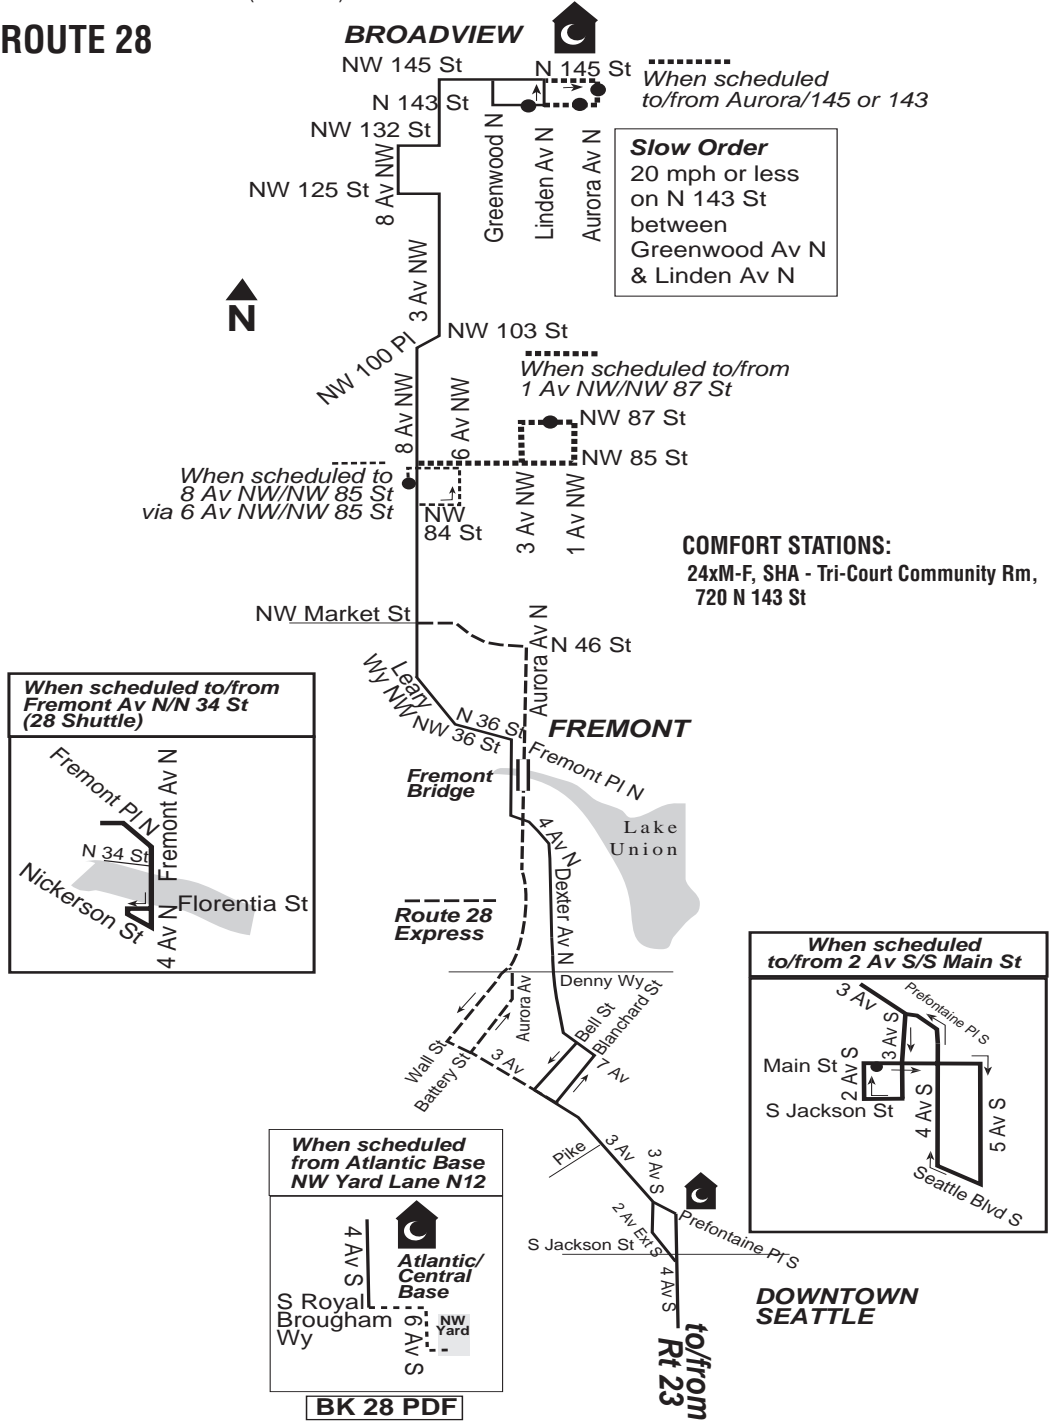 ROUTE 28
BROADVIEW
NW 145 St
N 145 St
When scheduled
to/from Aurora/145 or 143
N 143 St
NW 132 St
8 Av NW
NW 125 St
Greenwood N
Linden Av N
Aurora Av N
Slow Order
20 mph or less
on N 143 St
between
Greenwood Av N
& Linden Av N
3 Av NW
N
NW 103 St
NW 100 Pl
When scheduled to/from
1 Av NW/NW 87 St
8 Av NW
6 Av NW
NW 87 St
NW 85 St
When scheduled to
8 Av NW/NW 85 St
via 6 Av NW/NW 85 St
NW
84 St
3 Av NW
1 Av NW
COMFORT STATIONS:
24xM-F, SHA - Tri-Court Community Rm,
720 N 143 St
NW Market St
Aurora Av N
N 46 St
Leary
Wy NW
N 36 St
NW 36 St
FREMONT
Fremont Pl N
Fremont
Bridge
Lake
Union
When scheduled to/from
Fremont Av N/N 34 St
(28 Shuttle)
Fremont Pl N
Fremont Av N
N 34 St
Nickerson St
Florentia St
4 Av N
4 Av N
Dexter Av N
Route 28
Express
Denny Wy
Aurora Av
Bell St
Blanchard St
Wall St
Battery St
3 Av
7 Av
When scheduled
to/from 2 Av S/S Main St
3 Av
Prefontaine Pl S
3 Av S
Main St
2 Av S
S Jackson St
4 Av S
5 Av S
Seattle Blvd S
Pike
3 Av
3 Av S
2 Av Ext S
Prefontaine Pl S
S Jackson St
4 Av S
DOWNTOWN
SEATTLE
to/from
Rt 23
When scheduled
from Atlantic Base
NW Yard Lane N12
4 Av S
Atlantic/
Central
Base
S Royal
Brougham
Wy
6 Av S
NW
Yard
BK 28 PDF